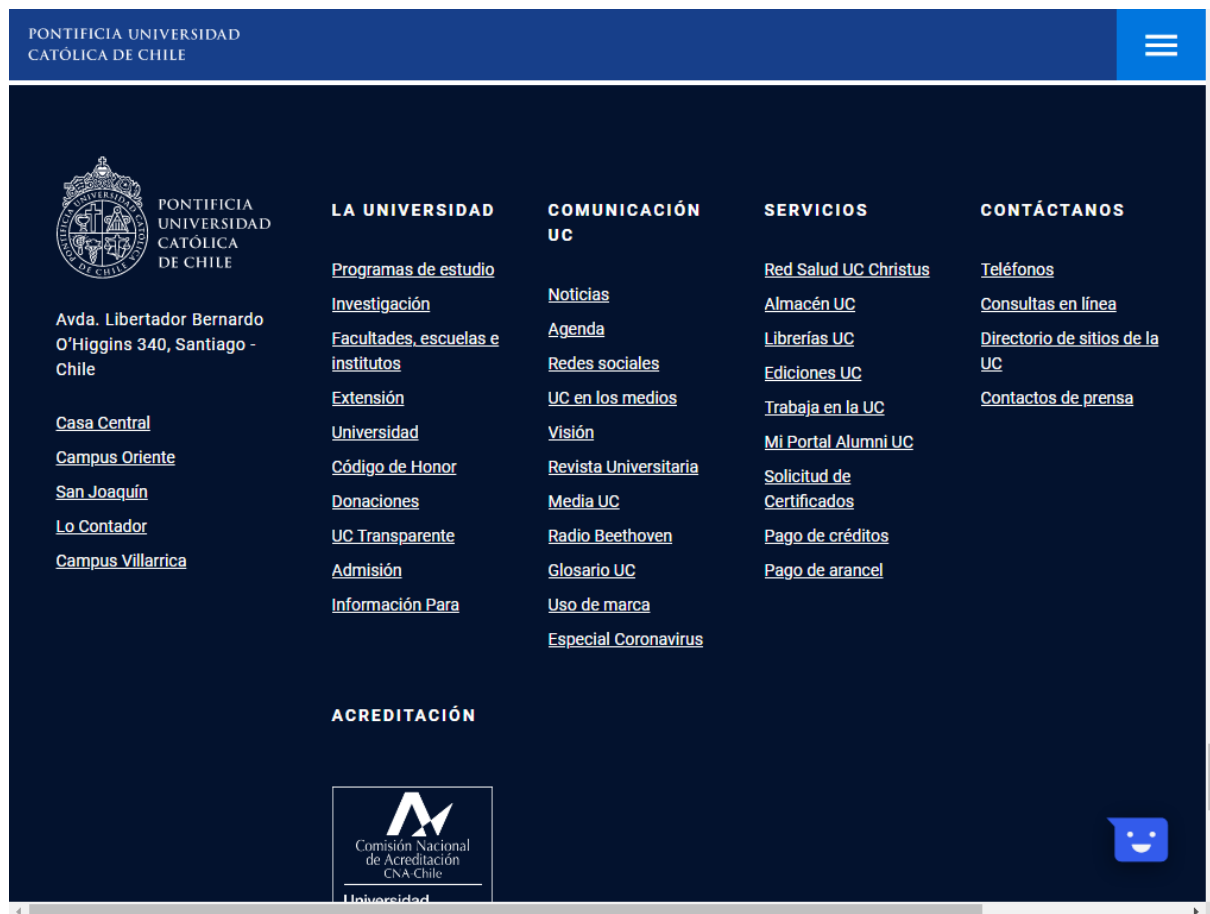 PONTIFICIA UNIVERSIDAD
CATÓLICA DE CHILE
PONTIFICIA
UNIVERSIDAD
CATÓLICA
DE CHILE
Avda. Libertador Bernardo
O'Higgins 340, Santiago -
Chile
Casa Central
Campus Oriente
San Joaquín
Lo Contador
Campus Villarrica
LA UNIVERSIDAD
Programas de estudio
Investigación
Facultades, escuelas e
institutos
Extensión
Universidad
Código de Honor
Donaciones
UC Transparente
Admisión
Información Para
COMUNICACIÓN
UC
Noticias
Agenda
Redes sociales
UC en los medios
Visión
Revista Universitaria
Media UC
Radio Beethoven
Glosario UC
Uso de marca
Especial Coronavirus
SERVICIOS
Red Salud UC Christus
Almacén UC
Librerías UC
Ediciones UC
Trabaja en la UC
Mi Portal Alumni UC
Solicitud de
Certificados
Pago de créditos
Pago de arancel
CONTÁCTANOS
Teléfonos
Consultas en línea
Directorio de sitios de la
UC
Contactos de prensa
ACREDITACIÓN
Comisión Nacional
de Acreditación
CNA-Chile
Universidad